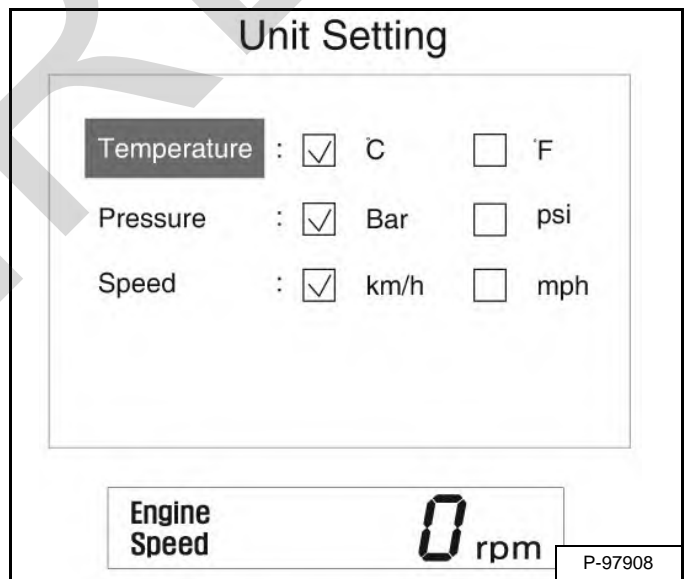 Unit Setting
Temperature : ☑ °C ☐ °F
Pressure : ☑ Bar ☐ psi
Speed : ☑ km/h ☐ mph
Engine
Speed
0 rpm
P-97908